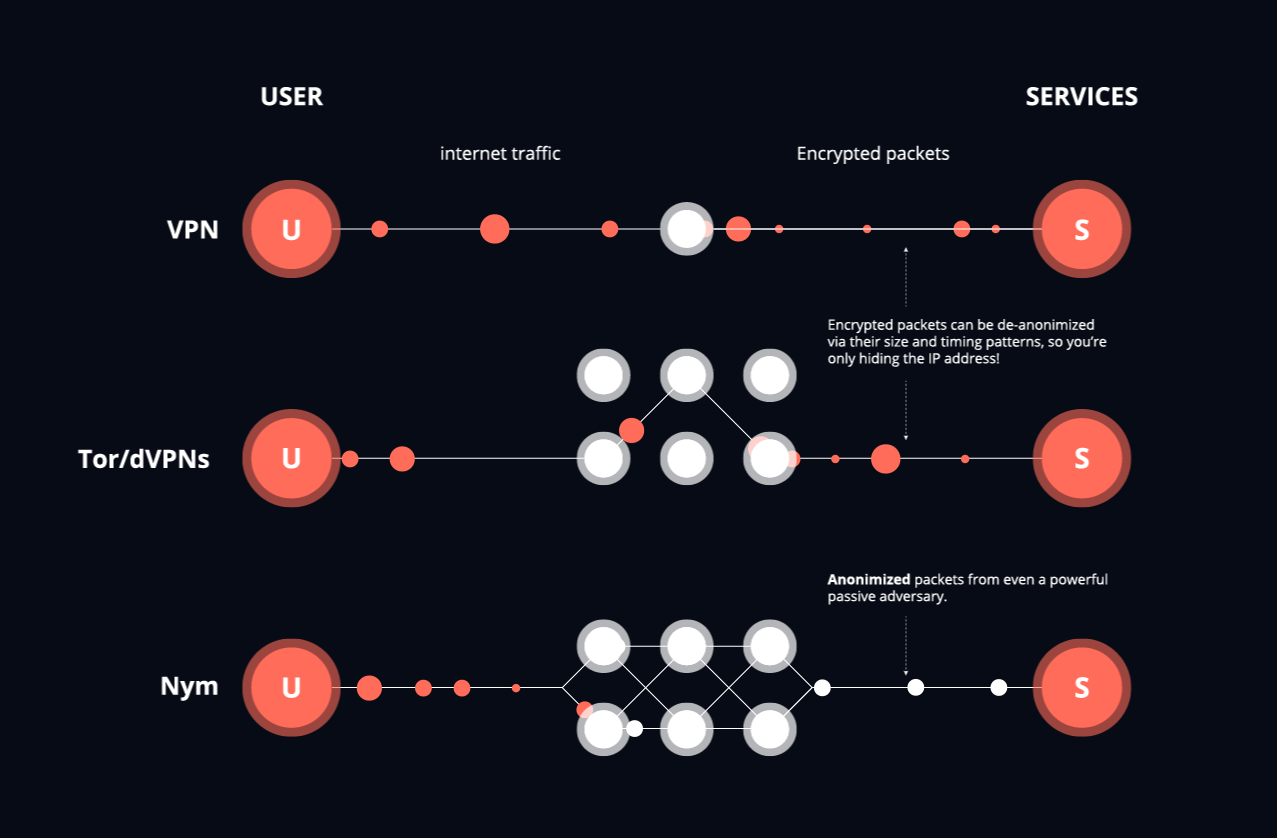 USER
SERVICES
internet traffic
Encrypted packets
VPN
U
S
Encrypted packets can be de-anonimized
via their size and timing patterns, so you’re
only hiding the IP address!
Tor/dVPNs
U
S
Anonimized packets from even a powerful
passive adversary.
Nym
U
S